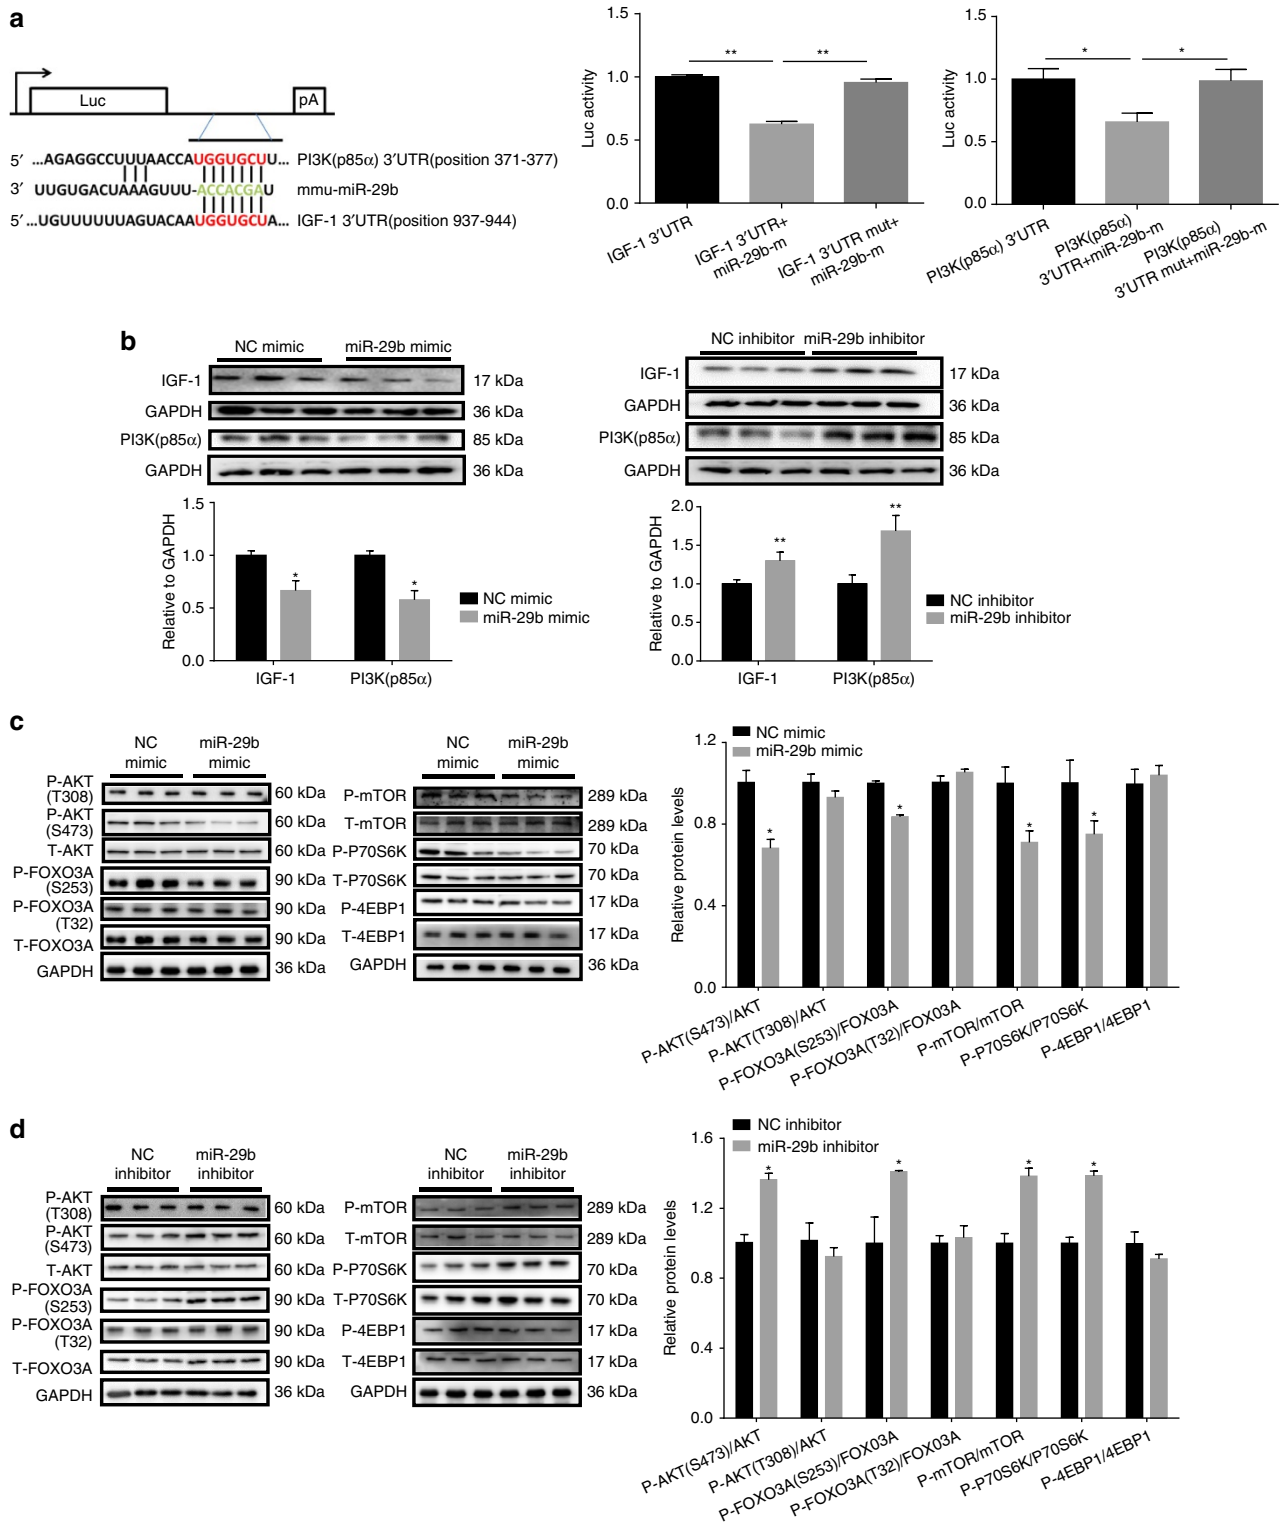 a
Luc
pA
5′ ...AGAGGCCUUUAACCAUGGUGCUU... PI3K(p85α) 3′UTR(position 371-377)
3′ UUGUGACUAAAGUUU-ACCACGAU mmu-miR-29b
5′ ...UGUUUUUUAGUACAAUGGUGCUA... IGF-1 3′UTR(position 937-944)
Luc activity
1.5
1.0
0.5
0.0
**
**
IGF-1 3′UTR
IGF-1 3′UTR+
miR-29b-m
IGF-1 3′UTR mut+
miR-29b-m
Luc activity
1.5
1.0
0.5
0.0
*
*
PI3K(p85α) 3′UTR
PI3K(p85α)
3′UTR+miR-29b-m
PI3K(p85α)
3′UTR mut+miR-29b-m
b
NC mimic miR-29b mimic
IGF-1 17 kDa
GAPDH 36 kDa
PI3K(p85α) 85 kDa
GAPDH 36 kDa
Relative to GAPDH
1.5
1.0
0.5
0.0
*
*
IGF-1
PI3K(p85α)
NC mimic
miR-29b mimic
NC inhibitor miR-29b inhibitor
IGF-1 17 kDa
GAPDH 36 kDa
PI3K(p85α) 85 kDa
GAPDH 36 kDa
Relative to GAPDH
2.0
1.5
1.0
0.5
0.0
**
**
IGF-1
PI3K(p85α)
NC inhibitor
miR-29b inhibitor
c
NC
mimic
miR-29b
mimic
P-AKT
(T308)
60 kDa
P-AKT
(S473)
60 kDa
T-AKT 60 kDa
P-FOXO3A
(S253)
90 kDa
P-FOXO3A
(T32)
90 kDa
T-FOXO3A 90 kDa
GAPDH 36 kDa
NC
mimic
miR-29b
mimic
P-mTOR 289 kDa
T-mTOR 289 kDa
P-P70S6K 70 kDa
T-P70S6K 70 kDa
P-4EBP1 17 kDa
T-4EBP1 17 kDa
GAPDH 36 kDa
NC mimic
miR-29b mimic
Relative protein levels
1.2
0.8
0.4
0.0
*
*
*
*
P-AKT(S473)/AKT
P-AKT(T308)/AKT
P-FOXO3A(S253)/FOX03A
P-FOXO3A(T32)/FOX03A
P-mTOR/mTOR
P-P70S6K/P70S6K
P-4EBP1/4EBP1
d
NC
inhibitor
miR-29b
inhibitor
P-AKT
(T308)
60 kDa
P-AKT
(S473)
60 kDa
T-AKT 60 kDa
P-FOXO3A
(S253)
90 kDa
P-FOXO3A
(T32)
90 kDa
T-FOXO3A 90 kDa
GAPDH 36 kDa
NC
inhibitor
miR-29b
inhibitor
P-mTOR 289 kDa
T-mTOR 289 kDa
P-P70S6K 70 kDa
T-P70S6K 70 kDa
P-4EBP1 17 kDa
T-4EBP1 17 kDa
GAPDH 36 kDa
NC inhibitor
miR-29b inhibitor
Relative protein levels
1.6
1.2
0.8
0.4
0.0
*
*
*
*
P-AKT(S473)/AKT
P-AKT(T308)/AKT
P-FOXO3A(S253)/FOX03A
P-FOXO3A(T32)/FOX03A
P-mTOR/mTOR
P-P70S6K/P70S6K
P-4EBP1/4EBP1